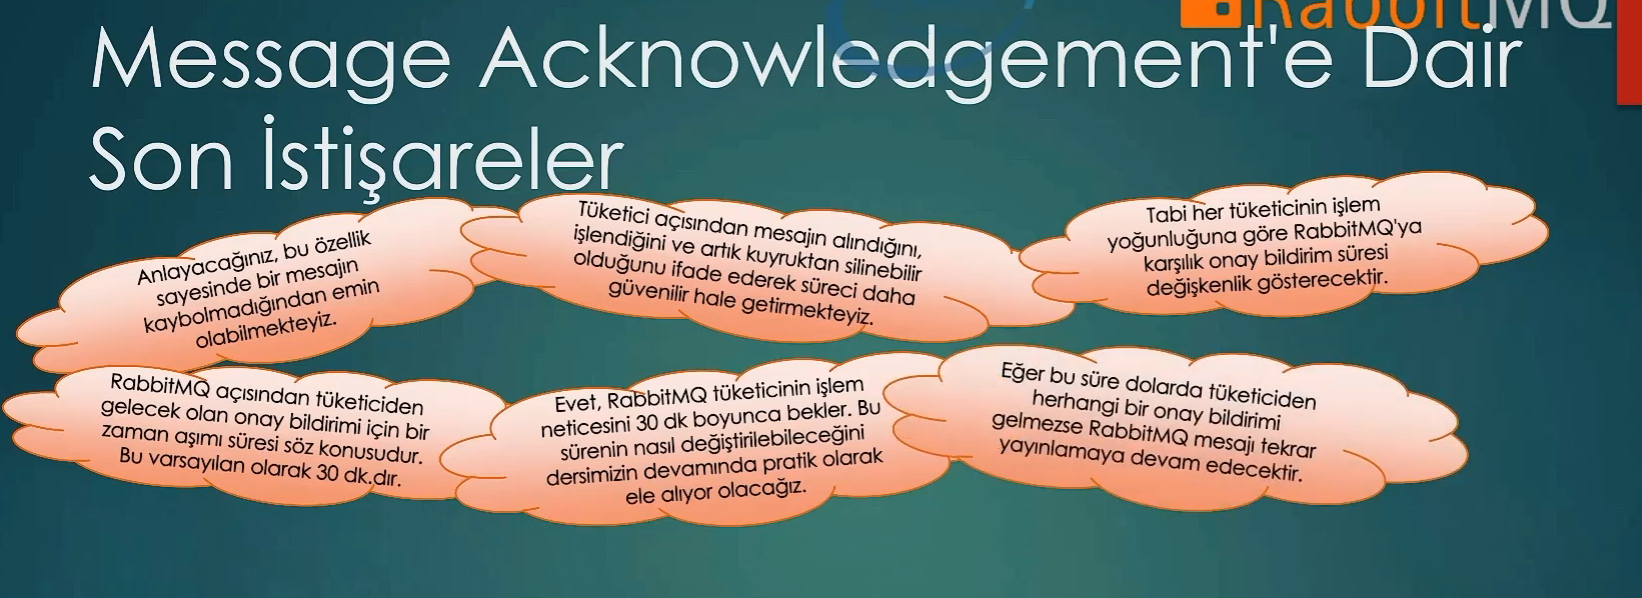 RabbitMQ
Message Acknowledgement'e Dair
Son İstişareler
Anlayacağınız, bu özellik
sayesinde bir mesajın
kaybolmadığından emin
olabilmekteyiz.
Tüketici açısından mesajın alındığını,
işlendiğini ve artık kuyruktan silinebilir
olduğunu ifade ederek süreci daha
güvenilir hale getirmekteyiz.
Tabi her tüketicinin işlem
yoğunluğuna göre RabbitMQ'ya
karşılık onay bildirim süresi
değişkenlik gösterecektir.
RabbitMQ açısından tüketiciden
gelecek olan onay bildirimi için bir
zaman aşımı süresi söz konusudur.
Bu varsayılan olarak 30 dk.dır.
Evet, RabbitMQ tüketicinin işlem
neticesini 30 dk boyunca bekler. Bu
sürenin nasıl değiştirilebileceğini
dersimizin devamında pratik olarak
ele alıyor olacağız.
Eğer bu süre dolarda tüketiciden
herhangi bir onay bildirimi
gelmezse RabbitMQ mesajı tekrar
yayınlamaya devam edecektir.